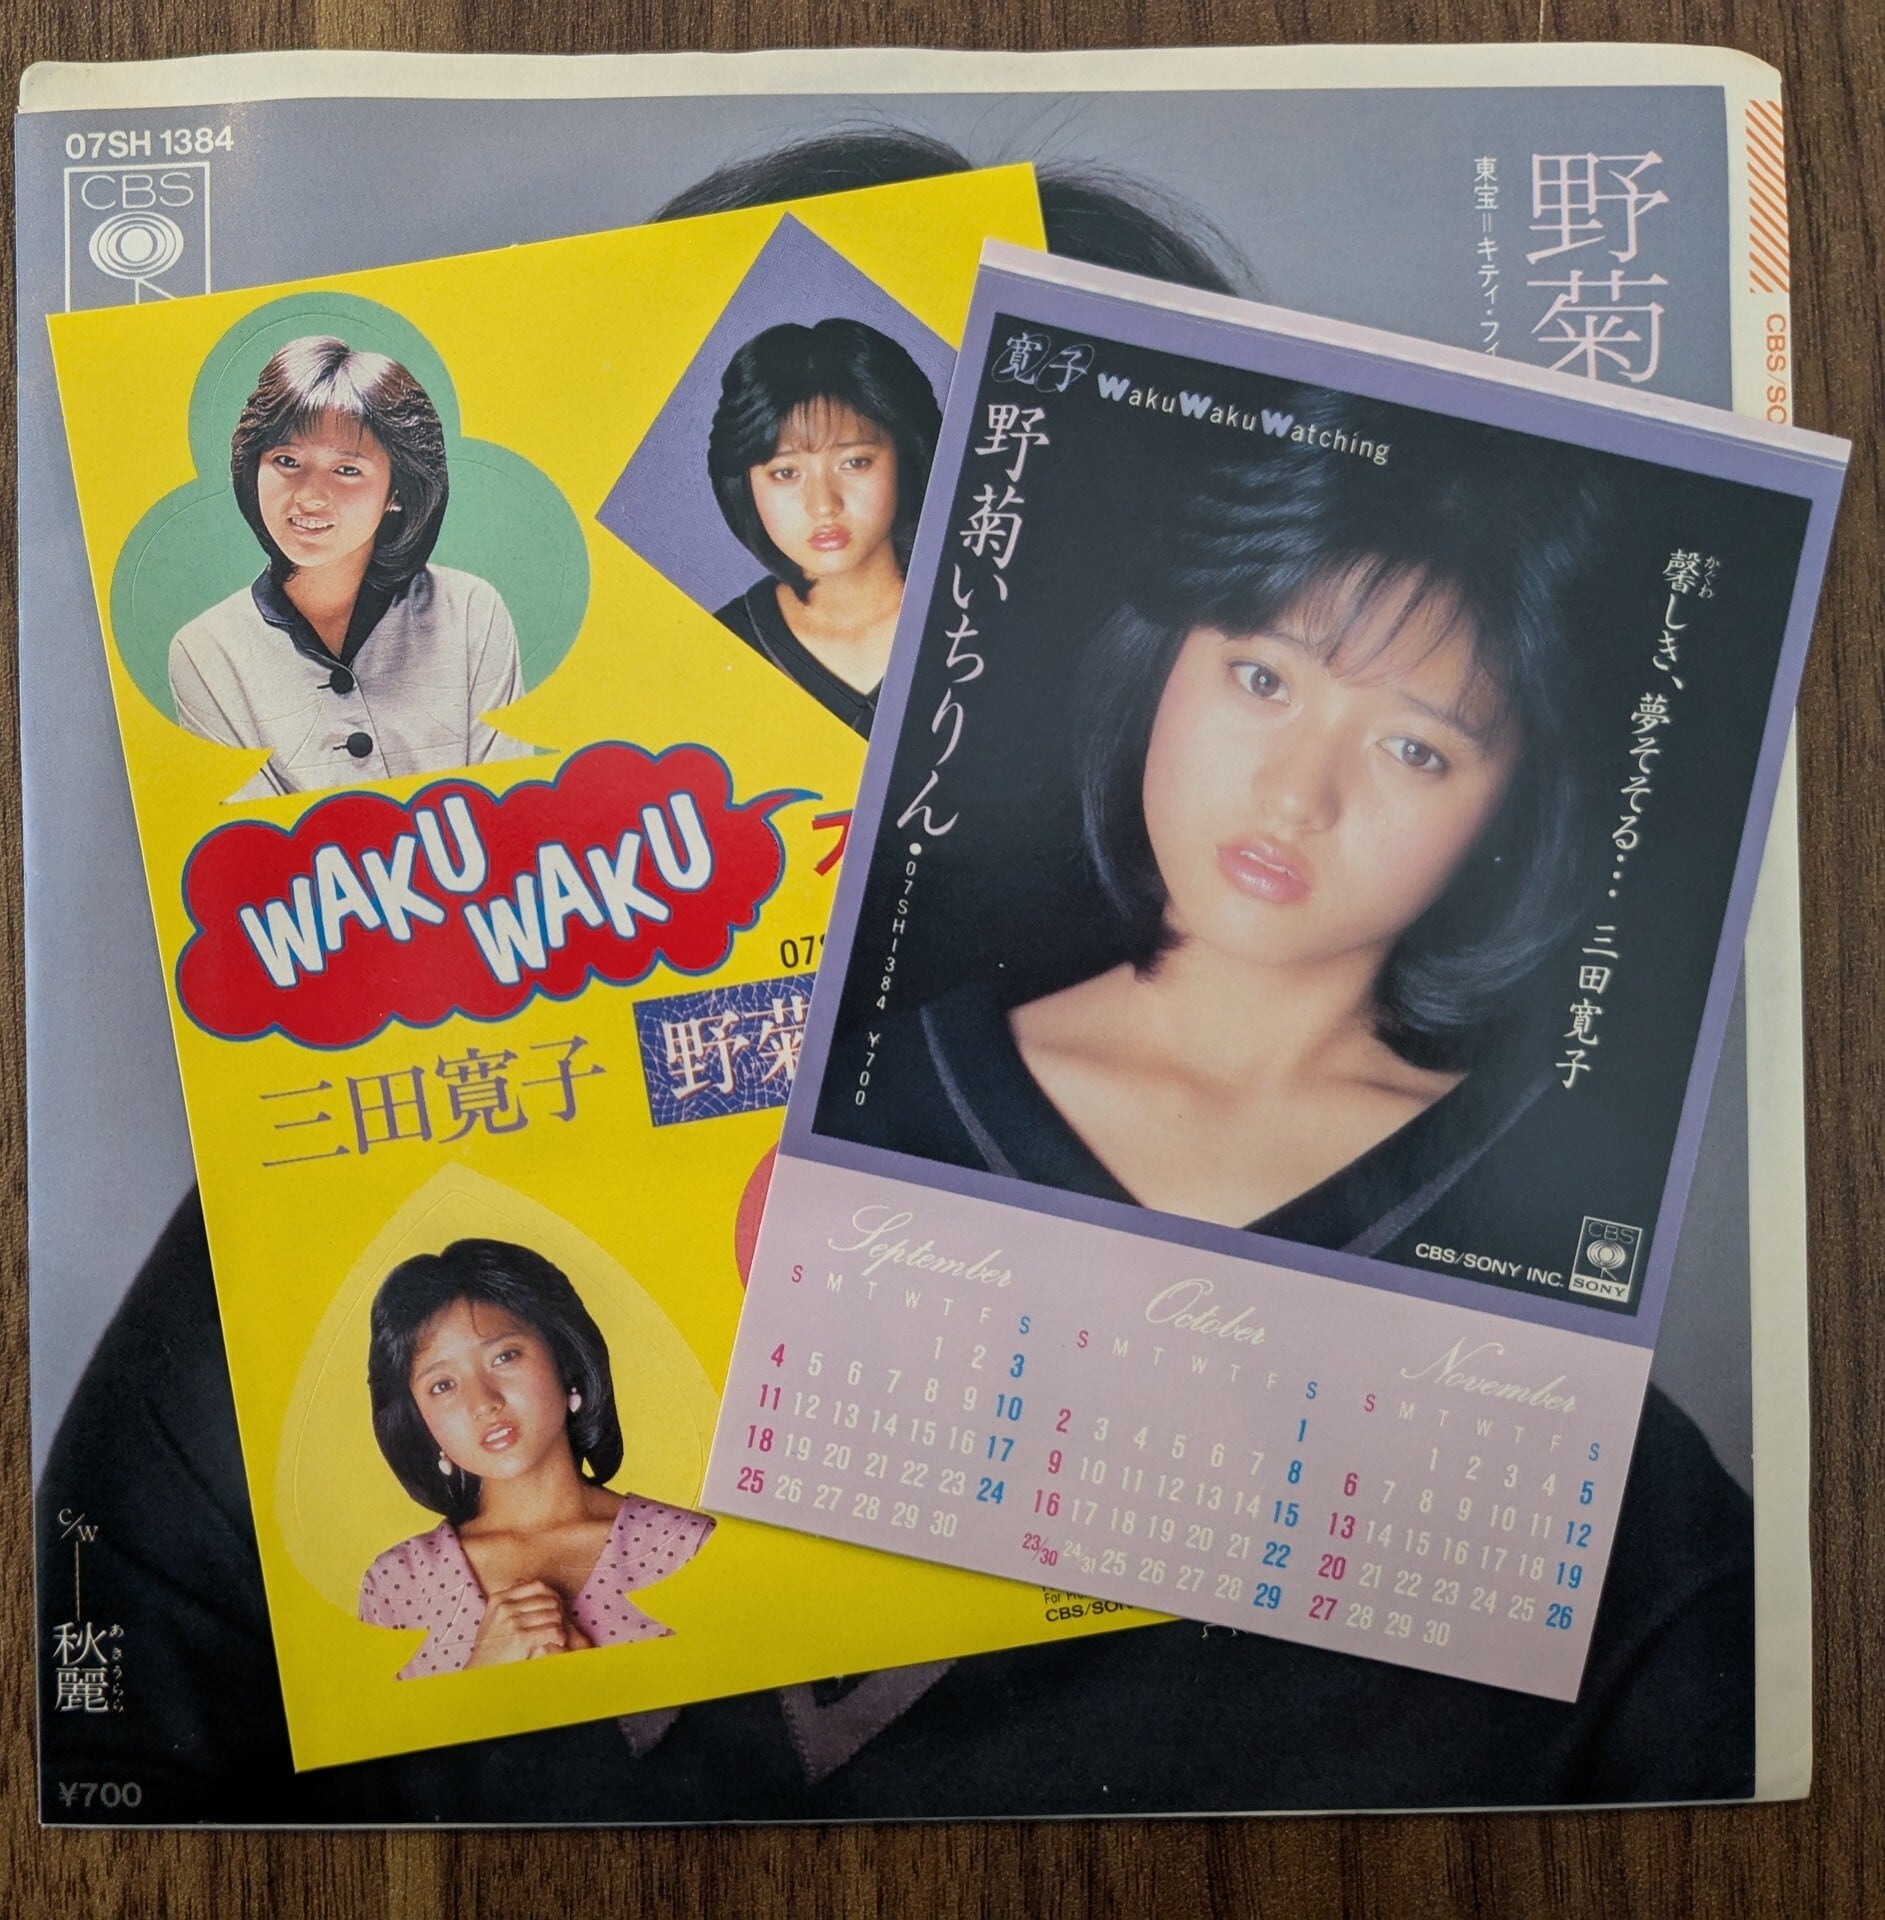 07SH 1384
CBS
野菊
東宝=キティ・フィ
CBS/SO
寛子
WakuWakuWatching
野菊いちりん●07SH1384 ¥700
馨しき、夢そそる…三田寛子
かぐわ
CBS/SONY INC.
CBS
SONY
WAKU
WAKU
07S
三田寛子
野菊
September
S M T W T F S
1 2 3
4 5 6 7 8 9 10
11 12 13 14 15 16 17
18 19 20 21 22 23 24
25 26 27 28 29 30
October
S M T W T F S
1
2 3 4 5 6 7 8
9 10 11 12 13 14 15
16 17 18 19 20 21 22
23/30 24/31 25 26 27 28 29
November
S M T W T F S
1 2 3 4 5
6 7 8 9 10 11 12
13 14 15 16 17 18 19
20 21 22 23 24 25 26
27 28 29 30
CBS/SON
c/w
秋麗
あきうらら
¥700